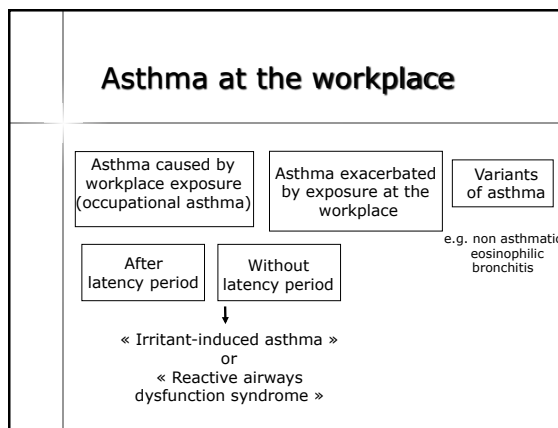 Asthma at the workplace
Asthma caused by
workplace exposure
(occupational asthma)
Asthma exacerbated
by exposure at the
workplace
Variants
of asthma
e.g. non asthmatic
eosinophilic
bronchitis
After
latency period
Without
latency period
« Irritant-induced asthma »
or
« Reactive airways
dysfunction syndrome »